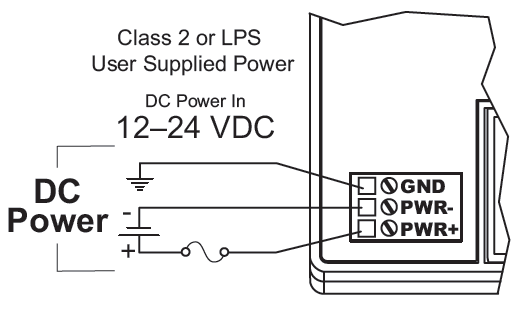 Class 2 or LPS
User Supplied Power
DC Power In
12–24 VDC
DC
Power
-
+
GND
PWR-
PWR+